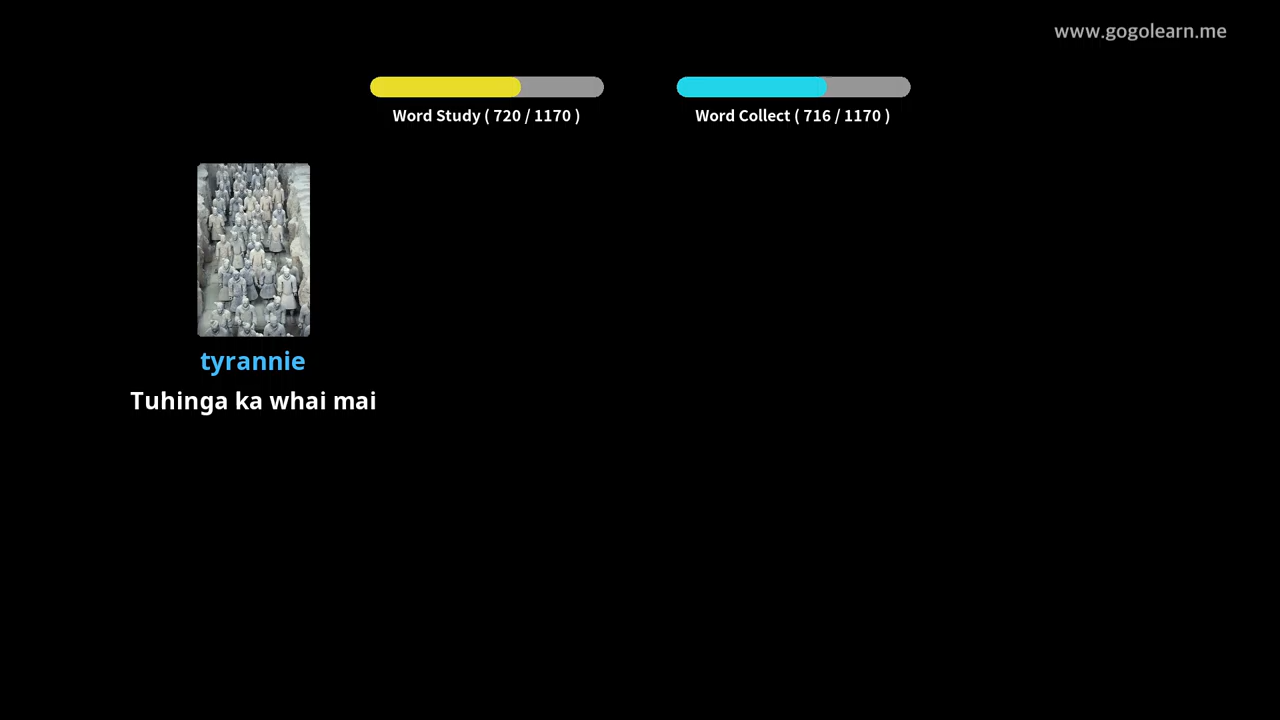 www.gogolearn.me
Word Study ( 720 / 1170 )
Word Collect ( 716 / 1170 )
tyrannie
Tuhinga ka whai mai